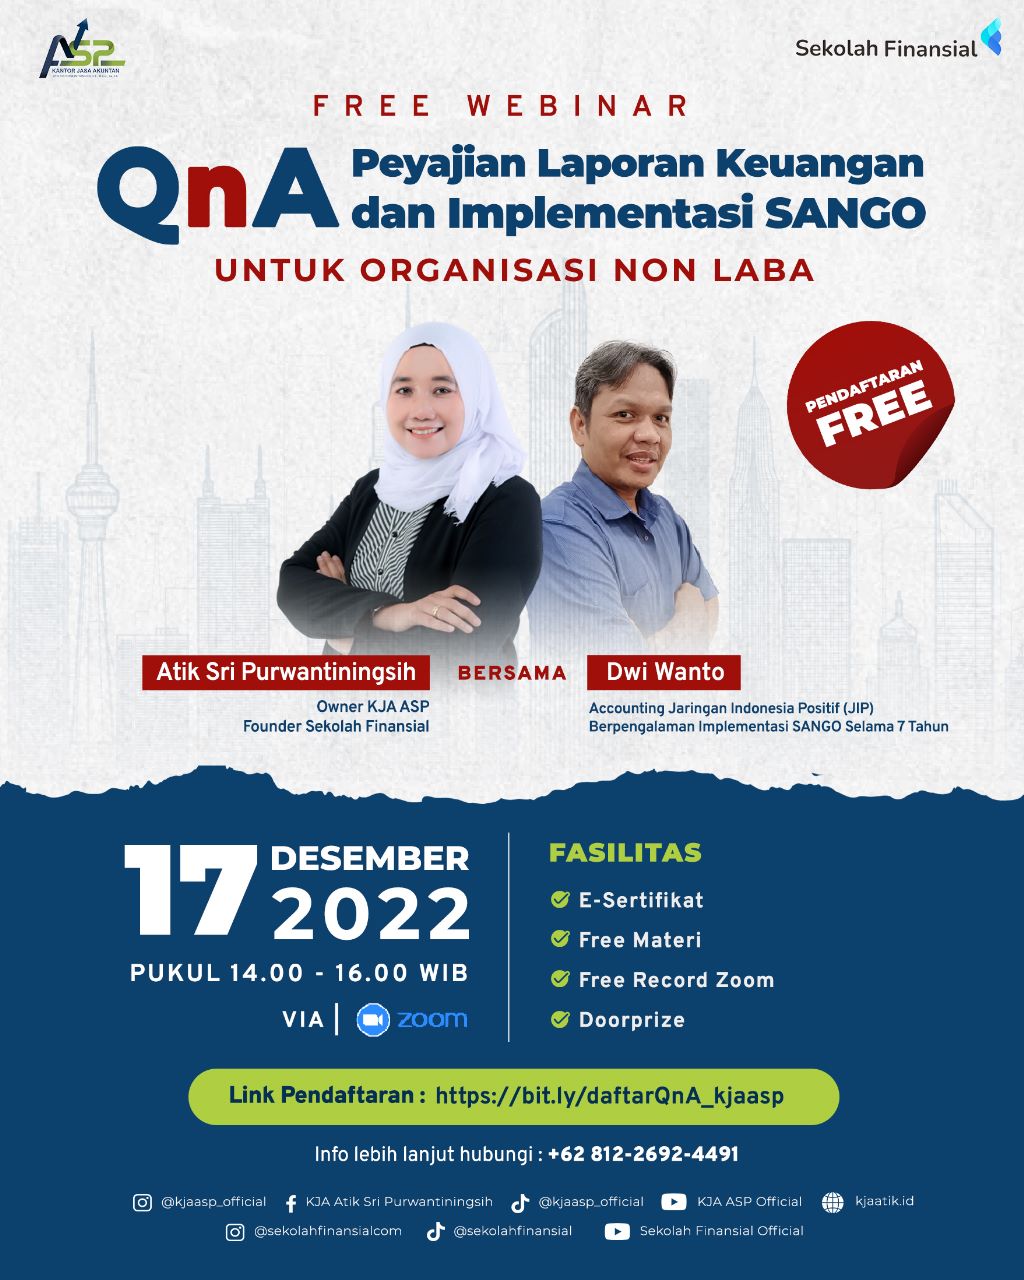 ASP
KANTOR JASA AKUNTAN
Sekolah Finansial
FREE WEBINAR
QnA
Peyajian Laporan Keuangan
dan Implementasi SANGO
UNTUK ORGANISASI NON LABA
PENDAFTARAN
FREE
Atik Sri Purwantiningsih
Owner KJA ASP
Founder Sekolah Finansial
BERSAMA
Dwi Wanto
Accounting Jaringan Indonesia Positif (JIP)
Berpengalaman Implementasi SANGO Selama 7 Tahun
17
DESEMBER
2022
PUKUL 14.00 - 16.00 WIB
VIA | zoom
FASILITAS
E-Sertifikat
Free Materi
Free Record Zoom
Doorprize
Link Pendaftaran : https://bit.ly/daftarQnA_kjaasp
Info lebih lanjut hubungi : +62 812-2692-4491
@kjaasp_official KJA Atik Sri Purwantiningsih @kjaasp_official KJA ASP Official kjaatik.id
@sekolahfinansialcom @sekolahfinansial Sekolah Finansial Official